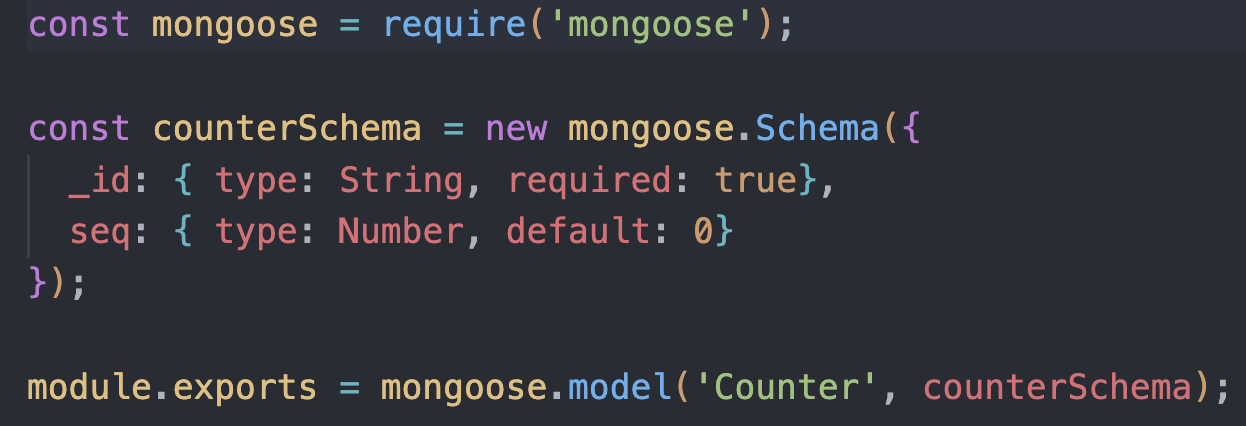 const mongoose = require('mongoose');
const counterSchema = new mongoose.Schema({
  _id: { type: String, required: true},
  seq: { type: Number, default: 0}
});
module.exports = mongoose.model('Counter', counterSchema);